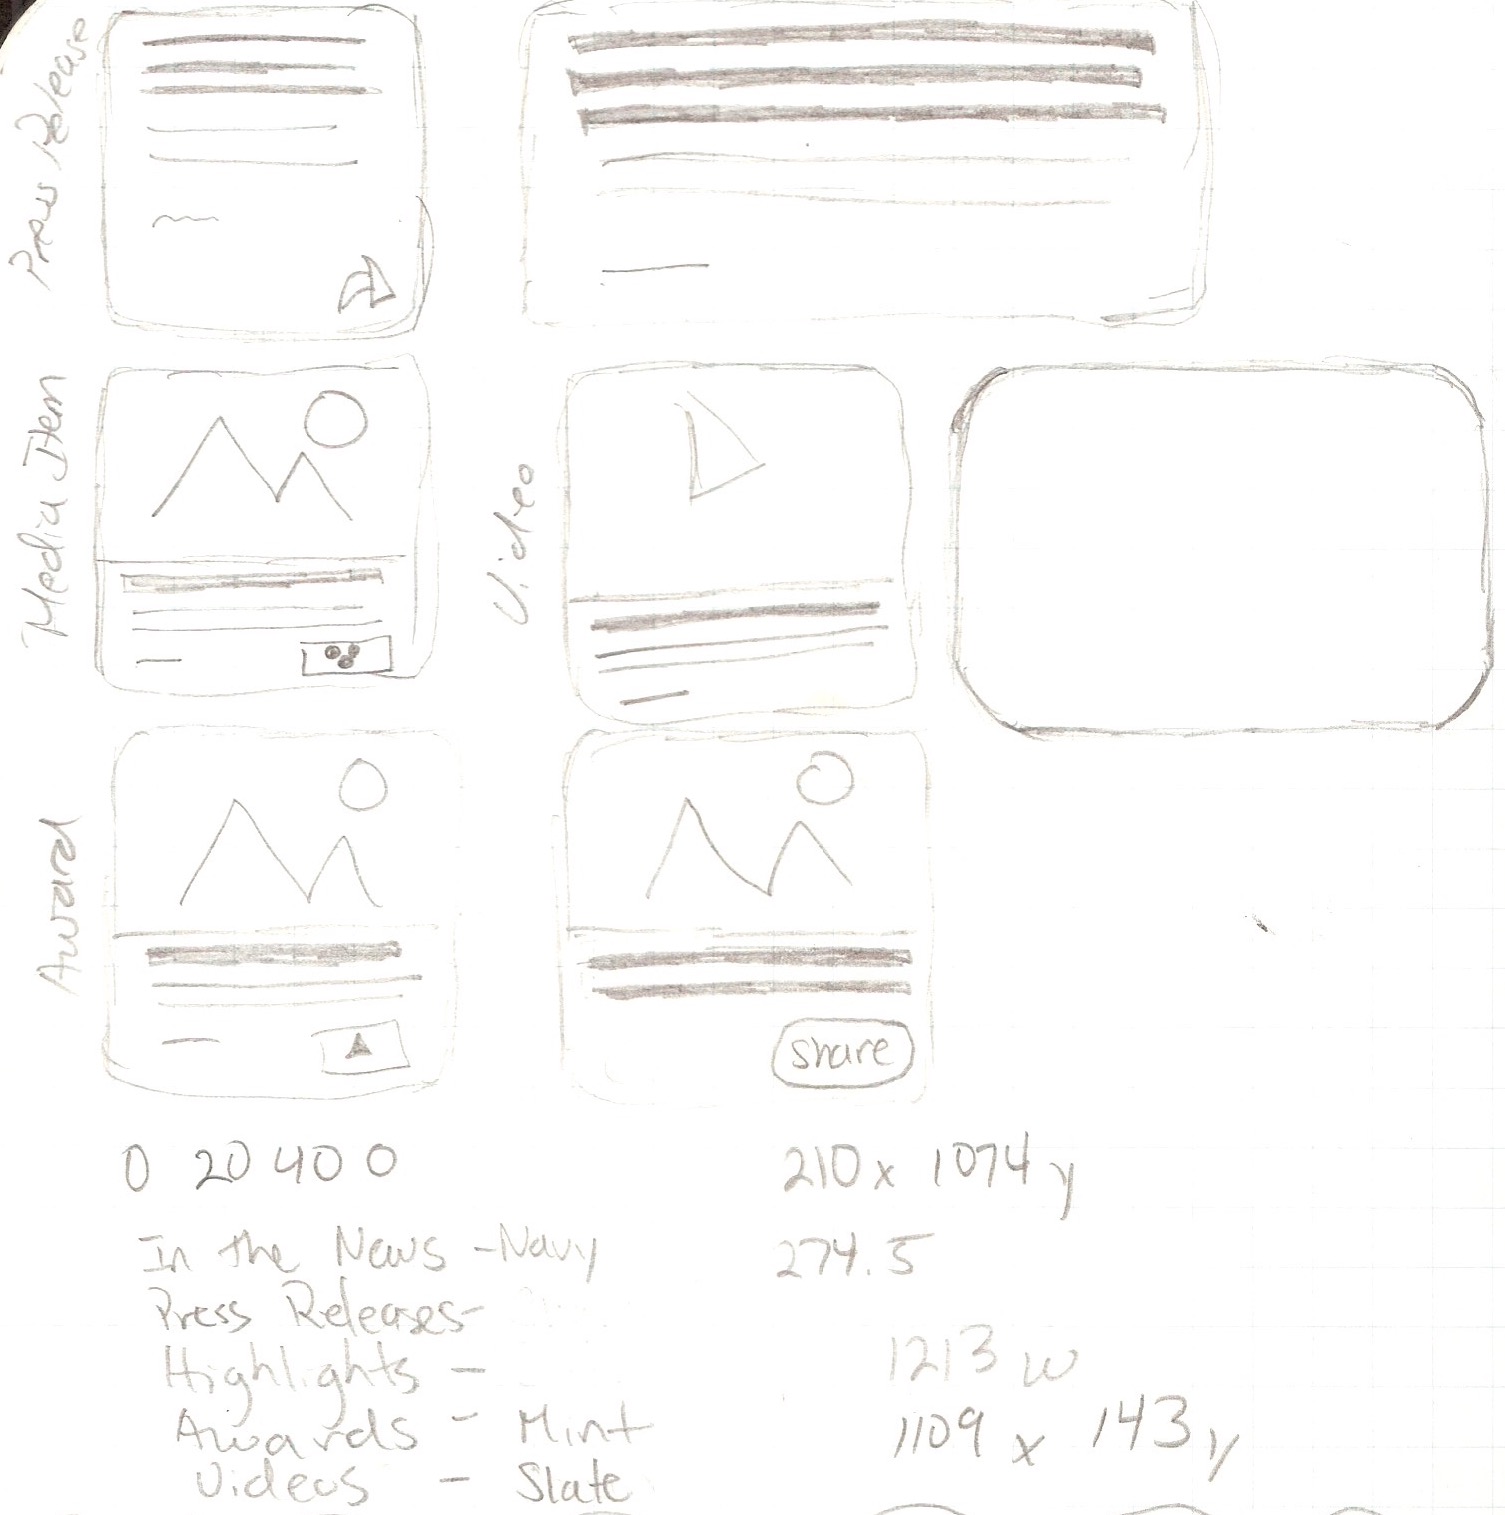 Press Release
Media Item
Video
Award
share
0 20 40 0
210 x 1074 y
In the News - Navy
274.5
Press Releases -
Highlights -
1213 w
Awards - Mint
1109 x 143 y
Videos - Slate